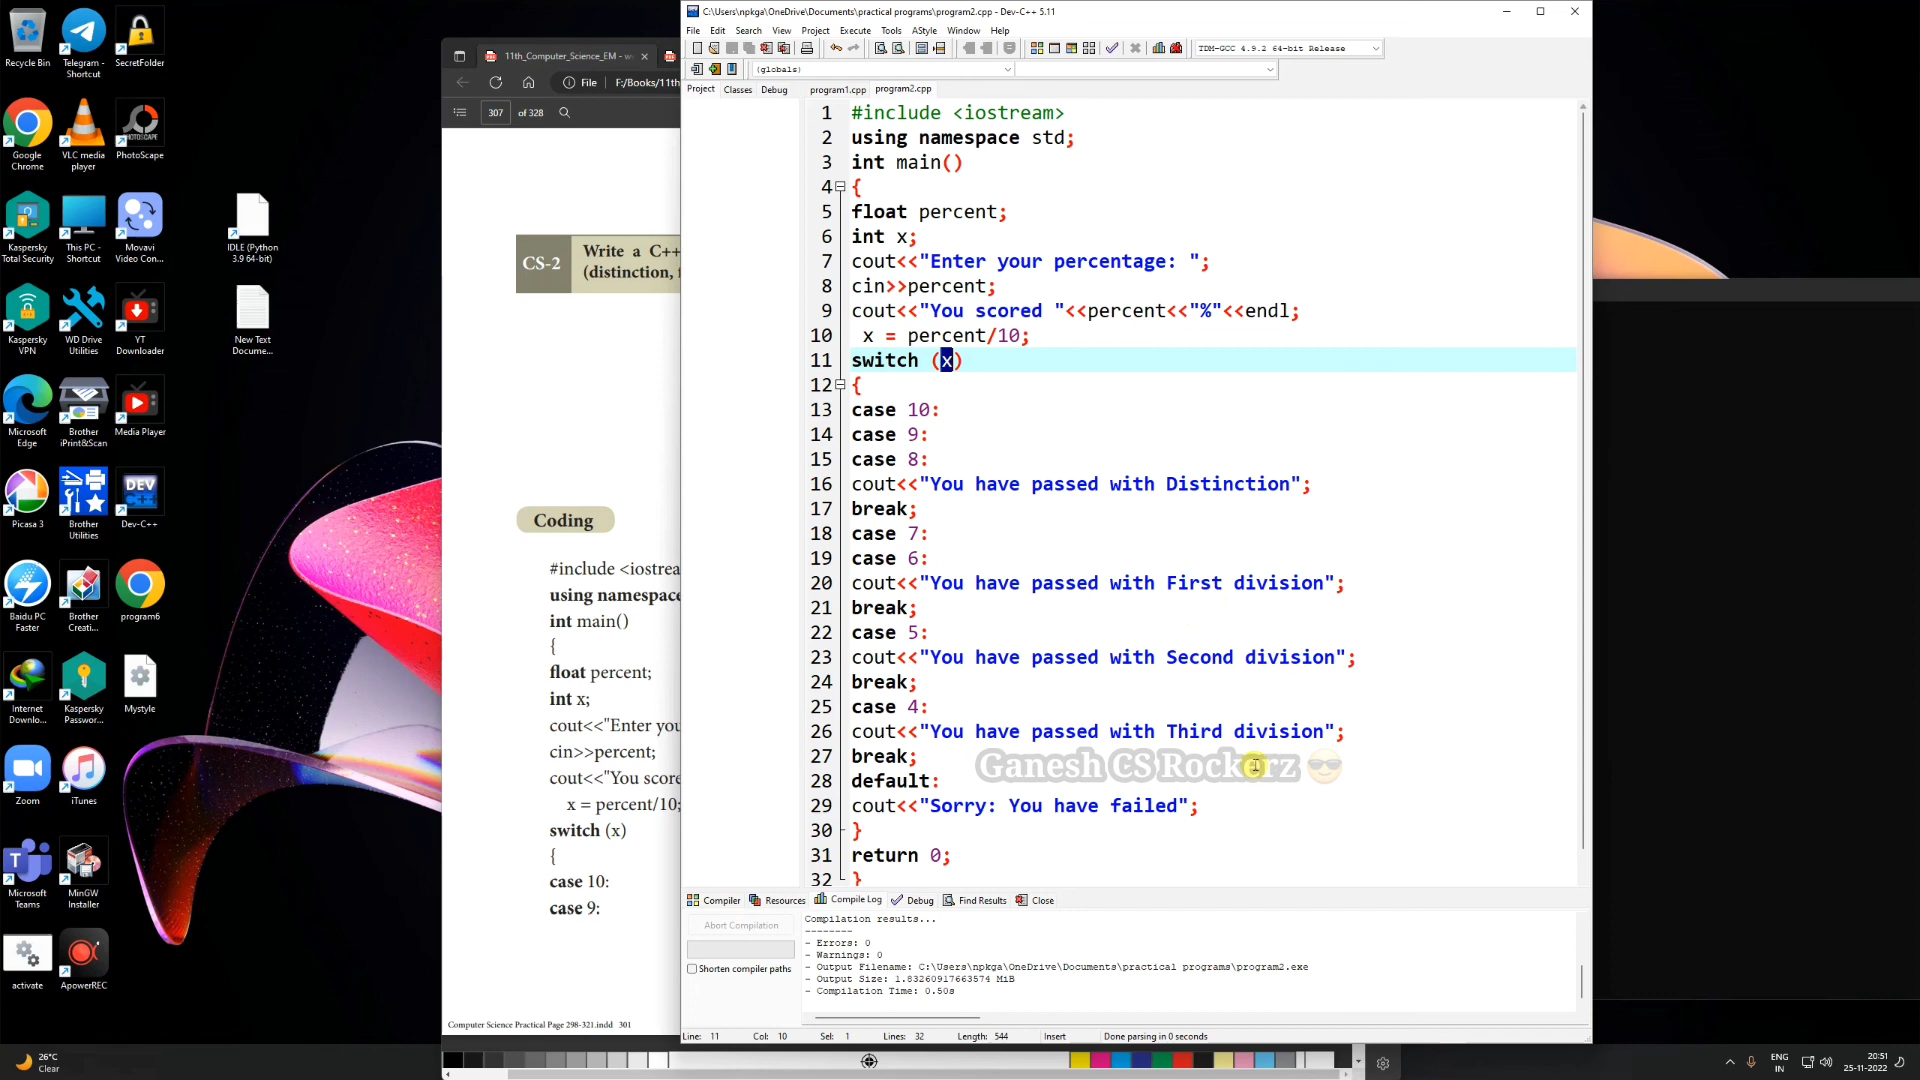 Recycle Bin
Telegram - Shortcut
SecretFolder
Google Chrome
VLC media player
PhotoScape
Kaspersky Total Security
This PC - Shortcut
Movavi Video Con...
IDLE (Python 3.9 64-bit)
Kaspersky VPN
WD Drive Utilities
YT Downloader
New Text Docume...
Microsoft Edge
Brother iPrint&Scan
Media Player
Picasa 3
Brother Utilities
DEV
Dev-C++
Baidu PC Faster
Brother Creati...
program6
Internet Downlo...
Kaspersky Passwor...
Mystyle
Zoom
iTunes
Microsoft Teams
MinGW Installer
activate
ApowerREC
26°C
Clear
11th_Computer_Science_EM - w
File
F:/Books/11th
307
of 328
CS-2
Write a C++
(distinction, f
Coding
#include <iostrea
using namespace
int main()
{
float percent;
int x;
cout<<"Enter you
cin>>percent;
cout<<"You score
x = percent/10;
switch (x)
{
case 10:
case 9:
Computer Science Practical Page 298-321.indd 301
C:\Users\npkga\OneDrive\Documents\practical programs\program2.cpp - Dev-C++ 5.11
File Edit Search View Project Execute Tools AStyle Window Help
TDM-GCC 4.9.2 64-bit Release
(globals)
Project Classes Debug
program1.cpp program2.cpp
1 #include <iostream>
2 using namespace std;
3 int main()
4 {
5 float percent;
6 int x;
7 cout<<"Enter your percentage: ";
8 cin>>percent;
9 cout<<"You scored "<<percent<<"%"<<endl;
10 x = percent/10;
11 switch (x)
12 {
13 case 10:
14 case 9:
15 case 8:
16 cout<<"You have passed with Distinction";
17 break;
18 case 7:
19 case 6:
20 cout<<"You have passed with First division";
21 break;
22 case 5:
23 cout<<"You have passed with Second division";
24 break;
25 case 4:
26 cout<<"You have passed with Third division";
27 break;
Ganesh CS Rockerz 😎
28 default:
29 cout<<"Sorry: You have failed";
30 }
31 return 0;
32 }
Compiler Resources Compile Log Debug Find Results Close
Abort Compilation
Shorten compiler paths
Compilation results...
--------
- Errors: 0
- Warnings: 0
- Output Filename: C:\Users\npkga\OneDrive\Documents\practical programs\program2.exe
- Output Size: 1.83260917663574 MiB
- Compilation Time: 0.50s
Line: 11 Col: 10 Sel: 1 Lines: 32 Length: 544 Insert Done parsing in 0 seconds
ENG
IN
20:51
25-11-2022